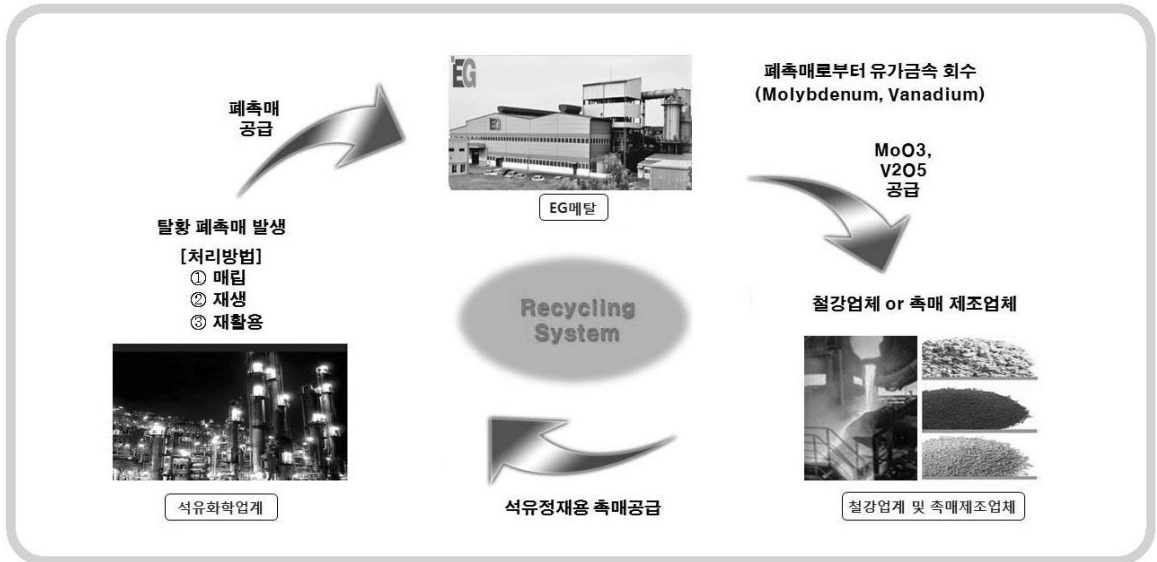 폐촉매
공급
EG
폐촉매로부터 유가금속 회수
(Molybdenum, Vanadium)
MoO3,
V2O5
공급
EG메탈
탈황 폐촉매 발생
[처리방법]
① 매립
② 재생
③ 재활용
Recycling
System
철강업체 or 촉매 제조업체
석유화학업계
석유정재용 촉매공급
철강업계 및 촉매제조업체